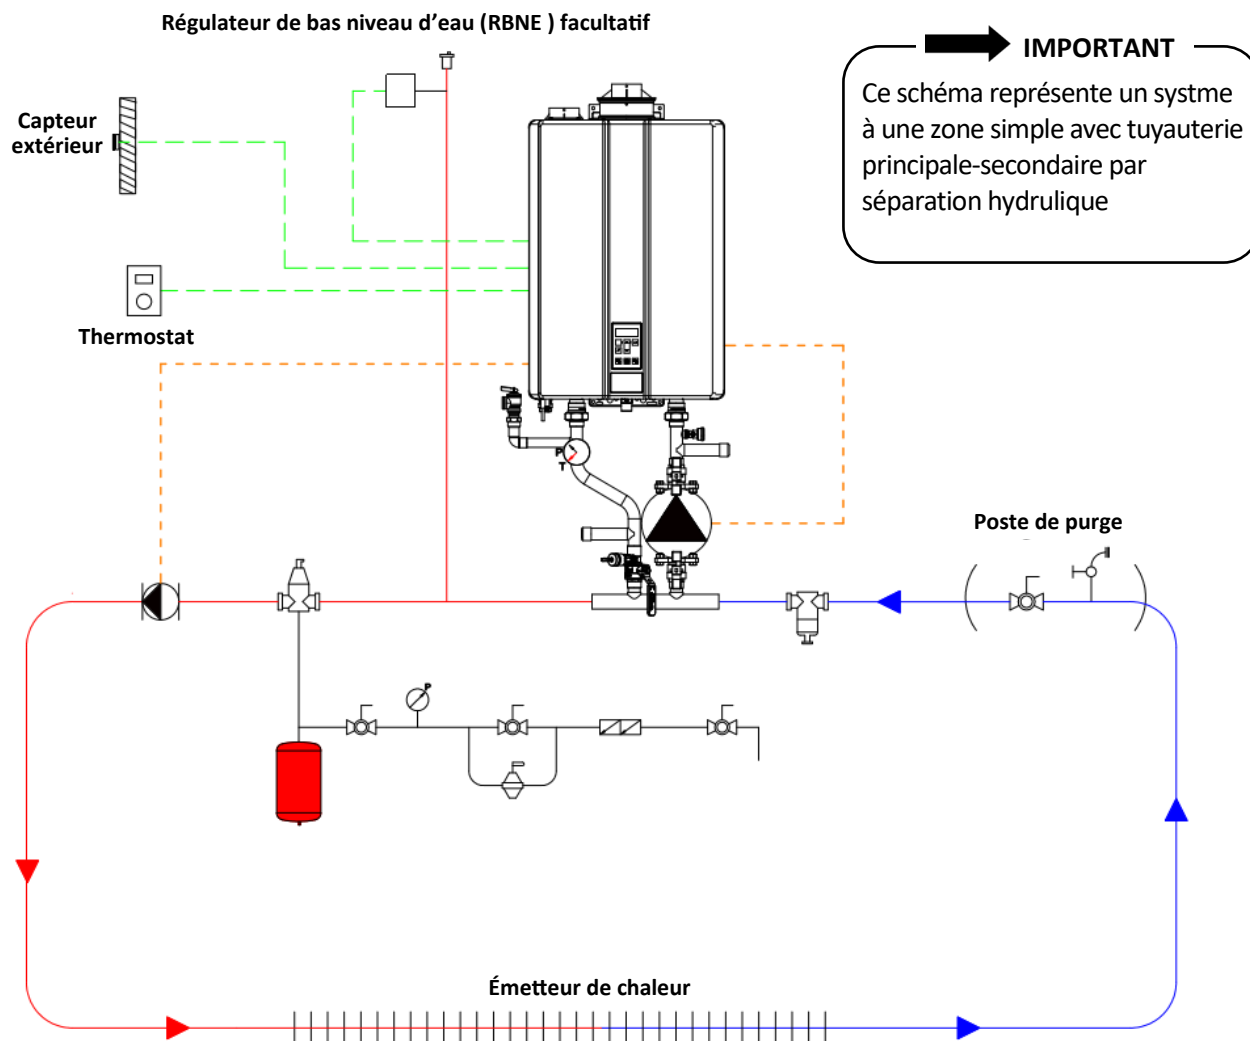 Régulateur de bas niveau d’eau (RBNE ) facultatif
IMPORTANT
Ce schéma représente un systme
à une zone simple avec tuyauterie
principale-secondaire par
séparation hydrulique
Capteur
extérieur
Thermostat
P
T
Poste de purge
P
Émetteur de chaleur